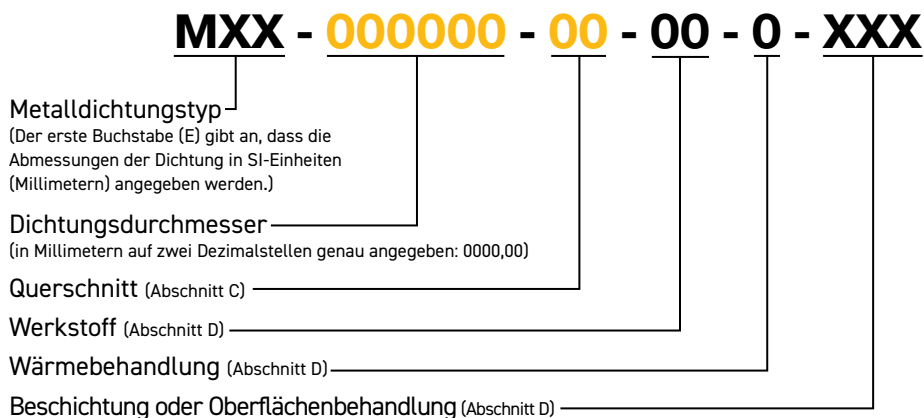 MXX - 000000 - 00 - 00 - 0 - XXX
Metalldichtungstyp
(Der erste Buchstabe (E) gibt an, dass die
Abmessungen der Dichtung in SI-Einheiten
(Millimetern) angegeben werden.)
Dichtungsdurchmesser
(in Millimetern auf zwei Dezimalstellen genau angegeben: 0000,00)
Querschnitt (Abschnitt C)
Werkstoff (Abschnitt D)
Wärmebehandlung (Abschnitt D)
Beschichtung oder Oberflächenbehandlung (Abschnitt D)